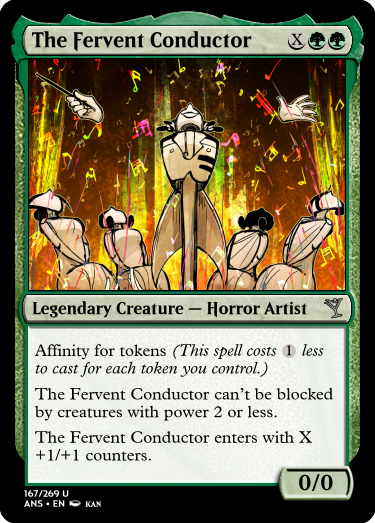 The Fervent Conductor X
Legendary Creature — Horror Artist
Affinity for tokens (This spell costs 1 less
to cast for each token you control.)
The Fervent Conductor can't be blocked
by creatures with power 2 or less.
The Fervent Conductor enters with X
+1/+1 counters.
0/0
167/269 U
ANS • EN KAN